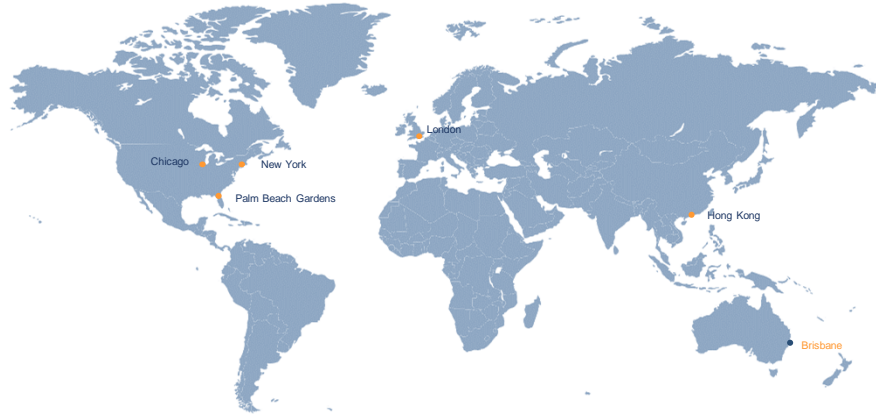 London
Chicago
New York
Palm Beach Gardens
Hong Kong
Brisbane